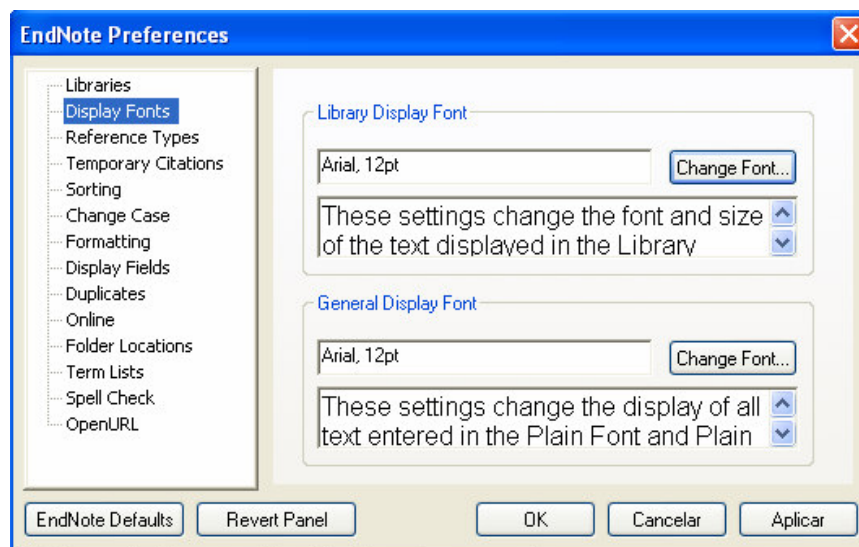 EndNote Preferences
Libraries
Display Fonts
Reference Types
Temporary Citations
Sorting
Change Case
Formatting
Display Fields
Duplicates
Online
Folder Locations
Term Lists
Spell Check
OpenURL
Library Display Font
Arial, 12pt
Change Font...
These settings change the font and size
of the text displayed in the Library
General Display Font
Arial, 12pt
Change Font...
These settings change the display of all
text entered in the Plain Font and Plain
EndNote Defaults
Revert Panel
OK
Cancelar
Aplicar